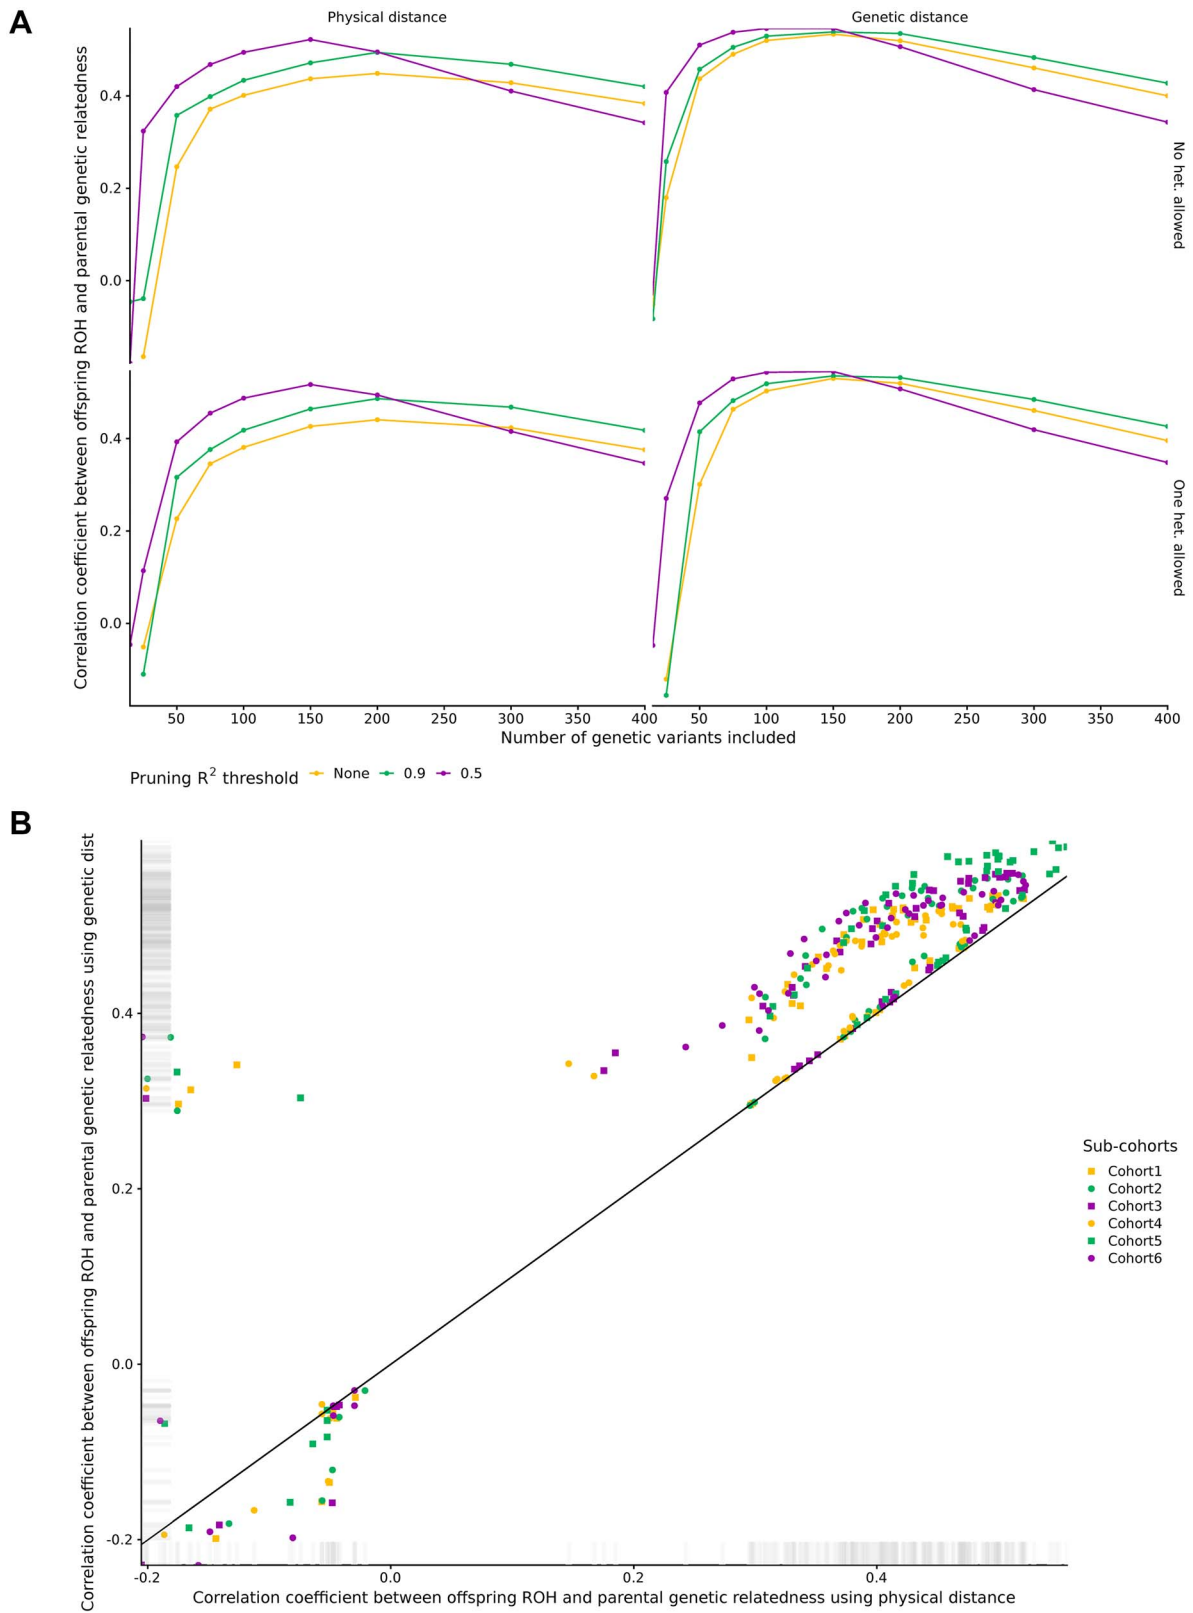 A
Physical distance
Genetic distance
Correlation coefficient between offspring ROH and parental genetic relatedness
0.4
0.2
0.0
No het. allowed
0.4
0.2
0.0
One het. allowed
50 100 150 200 250 300 350 400 50 100 150 200 250 300 350 400
Number of genetic variants included
Pruning R² threshold None 0.9 0.5
B
Correlation coefficient between offspring ROH and parental genetic relatedness using genetic dist
0.4
0.2
0.0
-0.2
-0.2 0.0 0.2 0.4
Correlation coefficient between offspring ROH and parental genetic relatedness using physical distance
Sub-cohorts
Cohort1
Cohort2
Cohort3
Cohort4
Cohort5
Cohort6